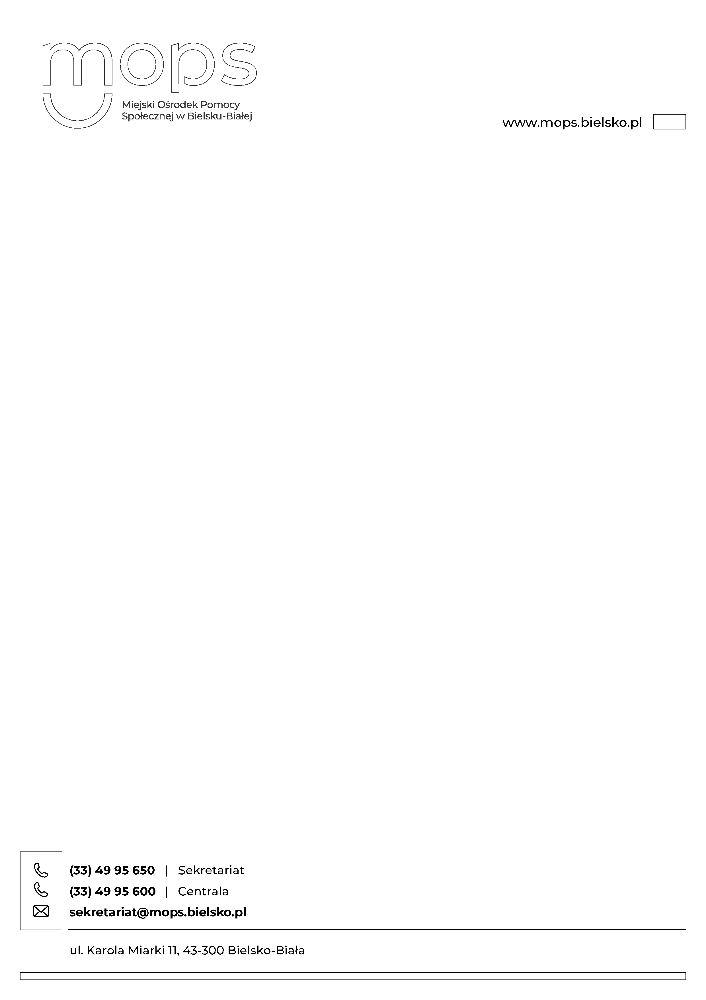 mops
Miejski Ośrodek Pomocy
Społecznej w Bielsku-Białej
www.mops.bielsko.pl
(33) 49 95 650 | Sekretariat
(33) 49 95 600 | Centrala
sekretariat@mops.bielsko.pl
ul. Karola Miarki 11, 43-300 Bielsko-Biała